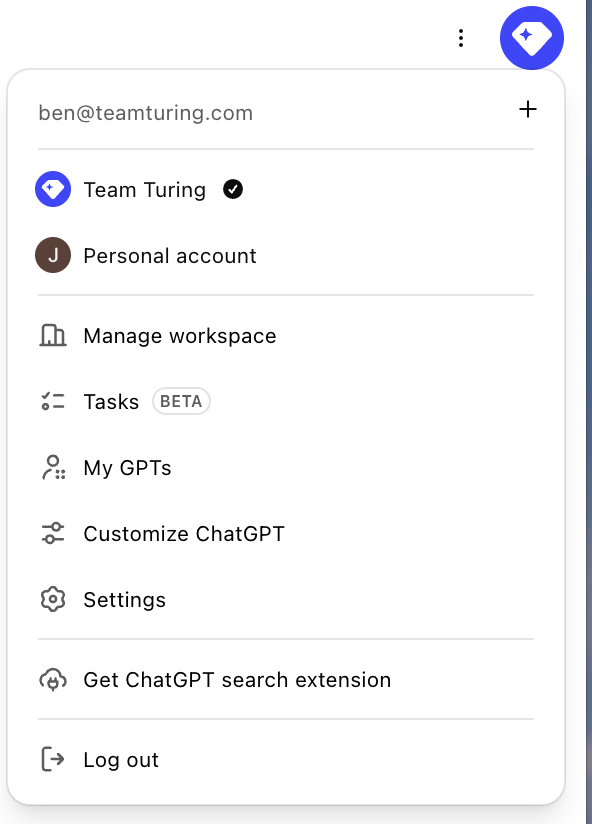 ben@teamturing.com
Team Turing
J
Personal account
Manage workspace
Tasks BETA
My GPTs
Customize ChatGPT
Settings
Get ChatGPT search extension
Log out